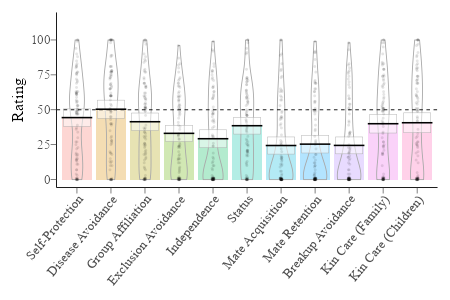 Rating
100
75
50
25
0
Self-Protection
Disease Avoidance
Group Affiliation
Exclusion Avoidance
Independence
Status
Mate Acquisition
Mate Retention
Breakup Avoidance
Kin Care (Family)
Kin Care (Children)